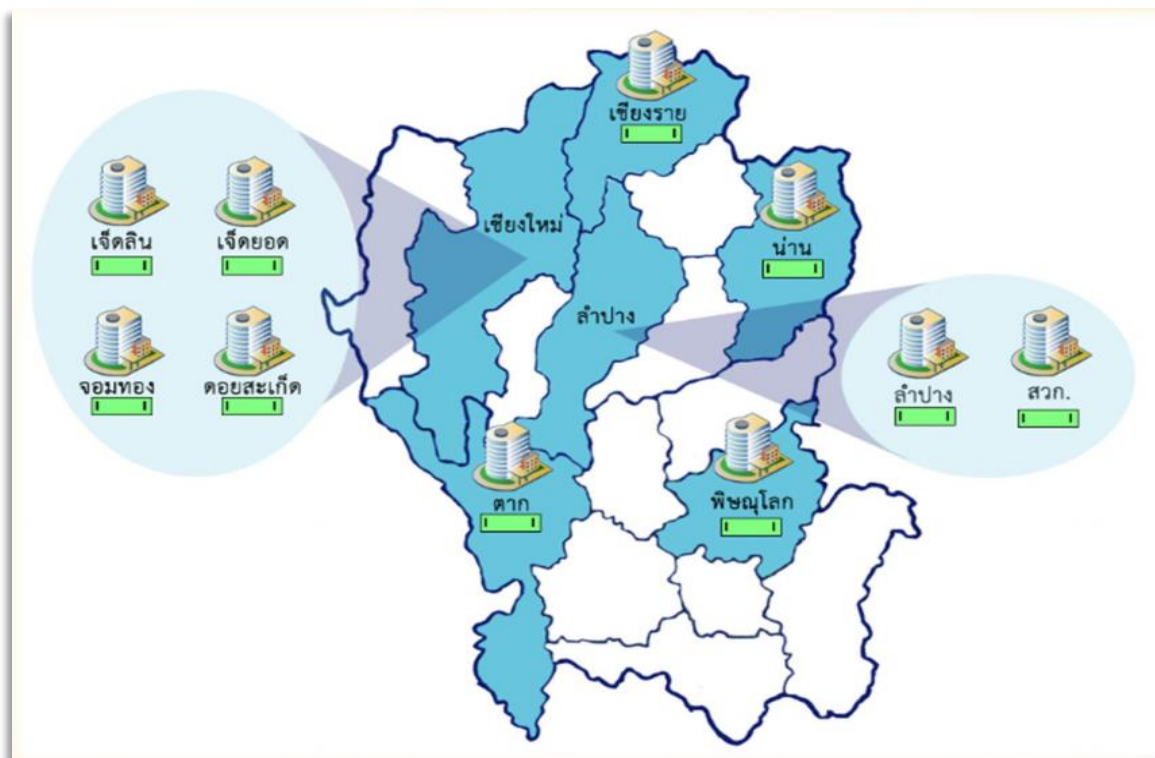 เชียงราย
เจ็ดลิน
เจ็ดยอด
เชียงใหม่
น่าน
ลำปาง
จอมทอง
ดอยสะเก็ด
ลำปาง
สวก.
ตาก
พิษณุโลก